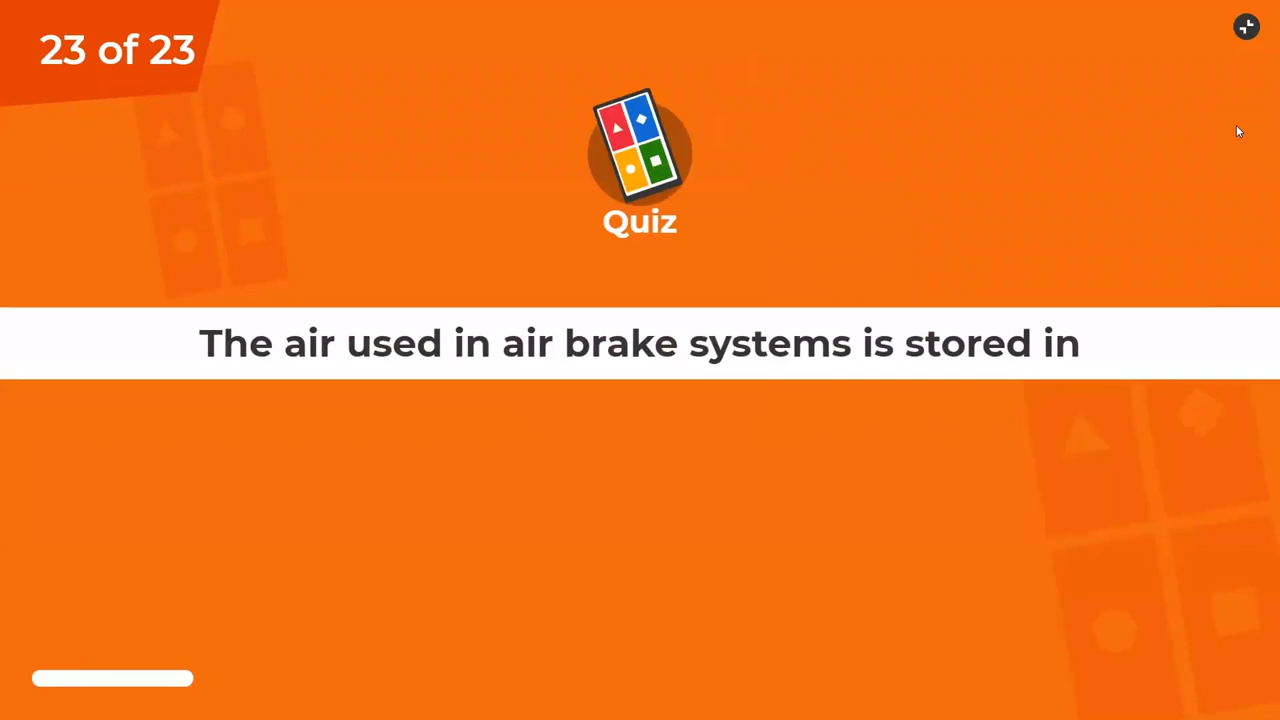 23 of 23
Quiz
The air used in air brake systems is stored in